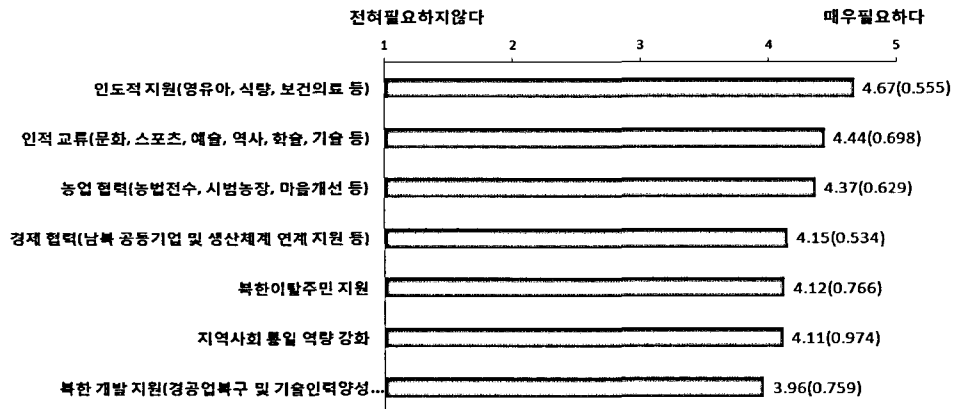 전혀필요하지않다 매우필요하다
1 2 3 4 5
인도적 지원(영유아, 식량, 보건의료 등) 4.67(0.555)
인적 교류(문화, 스포츠, 예술, 역사, 학술, 기술 등) 4.44(0.698)
농업 협력(농법전수, 시범농장, 마을개선 등) 4.37(0.629)
경제 협력(남북 공동기업 및 생산체계 연계 지원 등) 4.15(0.534)
북한이탈주민 지원 4.12(0.766)
지역사회 통일 역량 강화 4.11(0.974)
북한 개발 지원(경공업복구 및 기술인력양성... 3.96(0.759)